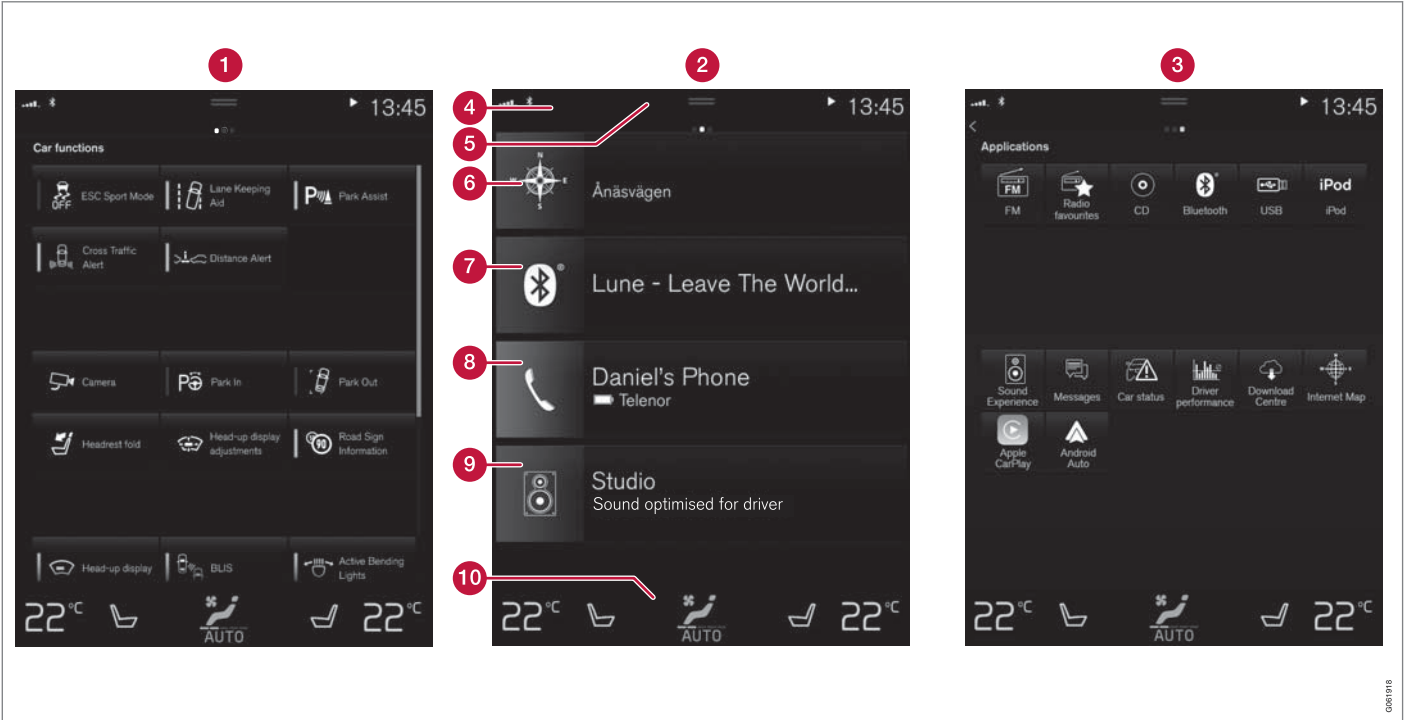 1
2
3
13:45
Car functions
ESC Sport Mode
OFF
Lane Keeping
Aid
P
Park Assist
Cross Traffic
Alert
Distance Alert
Camera
P
Park In
Park Out
Headrest fold
Head-up display
adjustments
90
Road Sign
Information
Head-up display
BLIS
Active Bending
Lights
22°C
AUTO
22°C
4
5
6
7
8
9
10
13:45
N
W
E
S
Ånäsvägen
Lune - Leave The World...
Daniel's Phone
Telenor
Studio
Sound optimised for driver
22°C
AUTO
22°C
13:45
Applications
FM
FM
Radio
favourites
CD
Bluetooth
USB
iPod
iPod
Sound
Experience
Messages
Car status
Driver
performance
Download
Centre
Internet Map
Apple
CarPlay
Android
Auto
22°C
AUTO
22°C
G061918